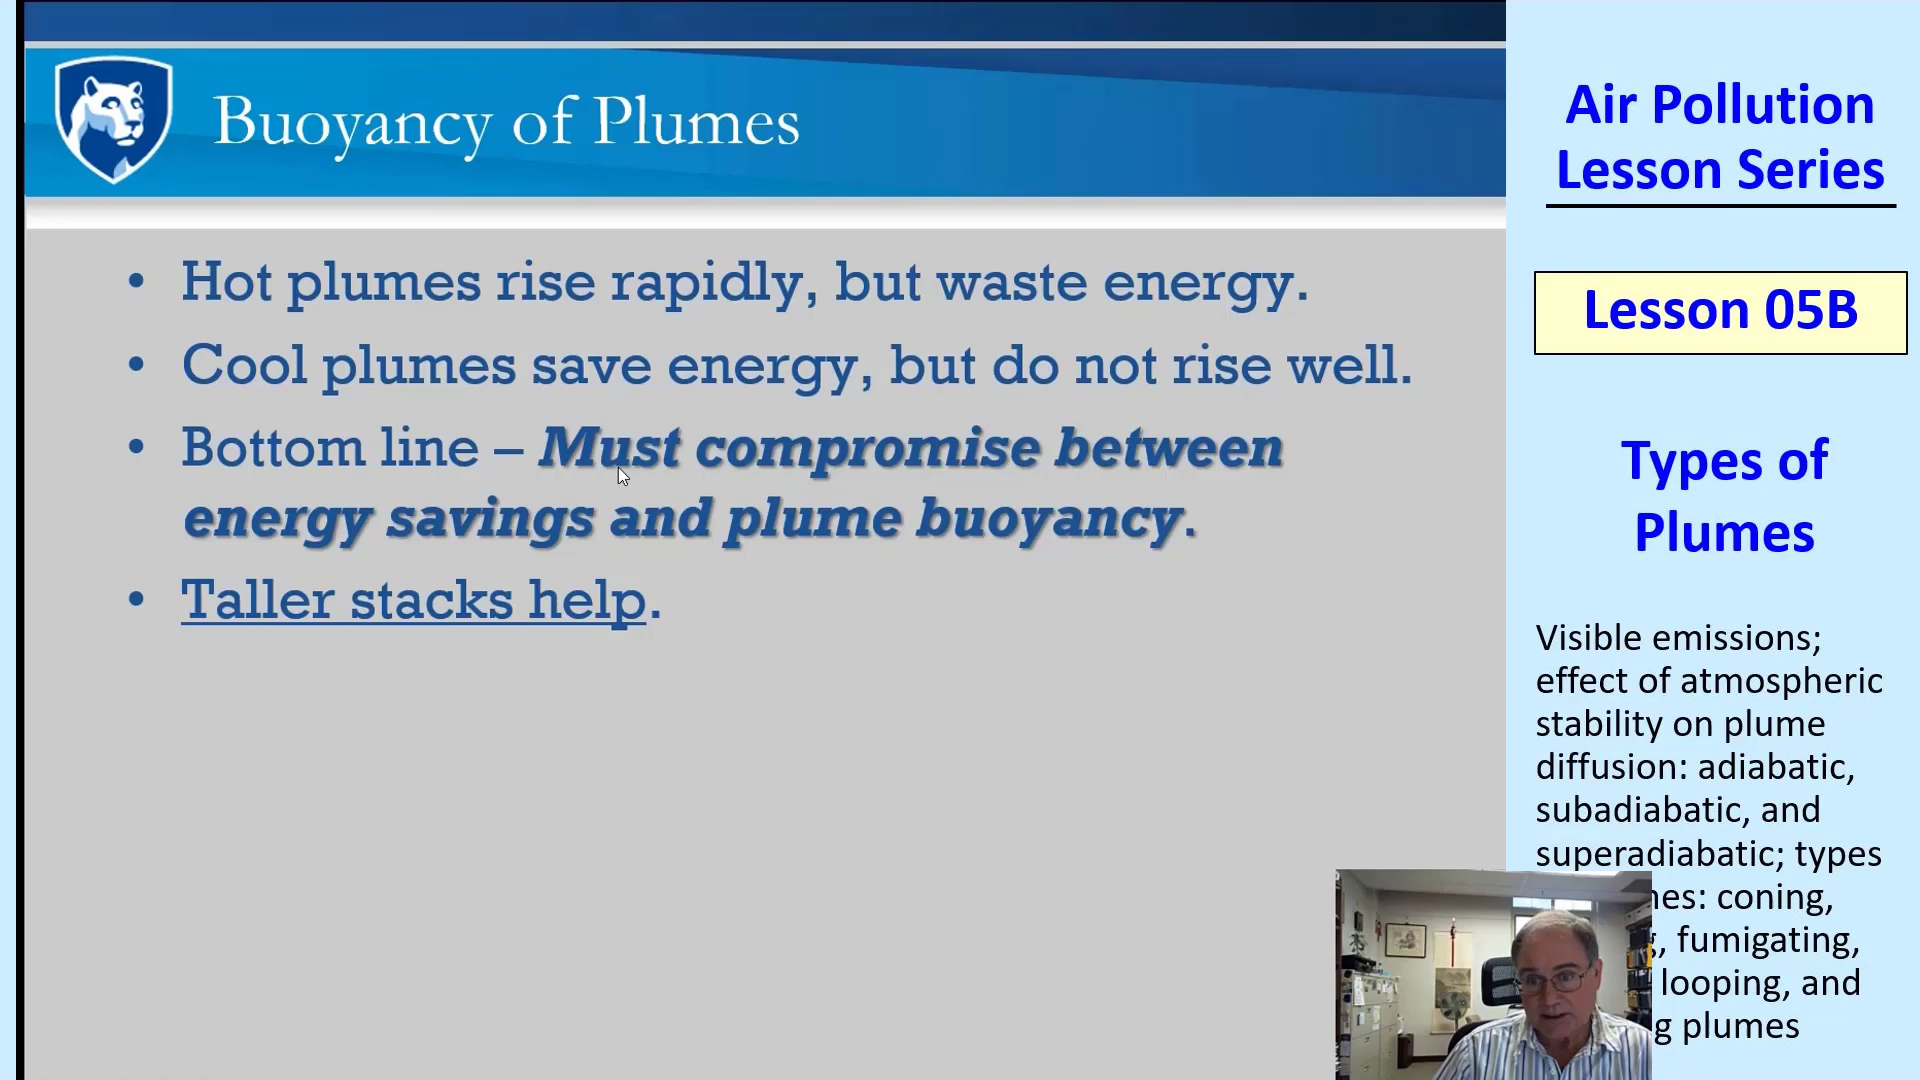 Buoyancy of Plumes
• Hot plumes rise rapidly, but waste energy.
• Cool plumes save energy, but do not rise well.
• Bottom line – Must compromise between
energy savings and plume buoyancy.
• Taller stacks help.
Air Pollution
Lesson Series
Lesson 05B
Types of
Plumes
Visible emissions;
effect of atmospheric
stability on plume
diffusion: adiabatic,
subadiabatic, and
superadiabatic; types
coning,
fumigating,
looping, and
plumes